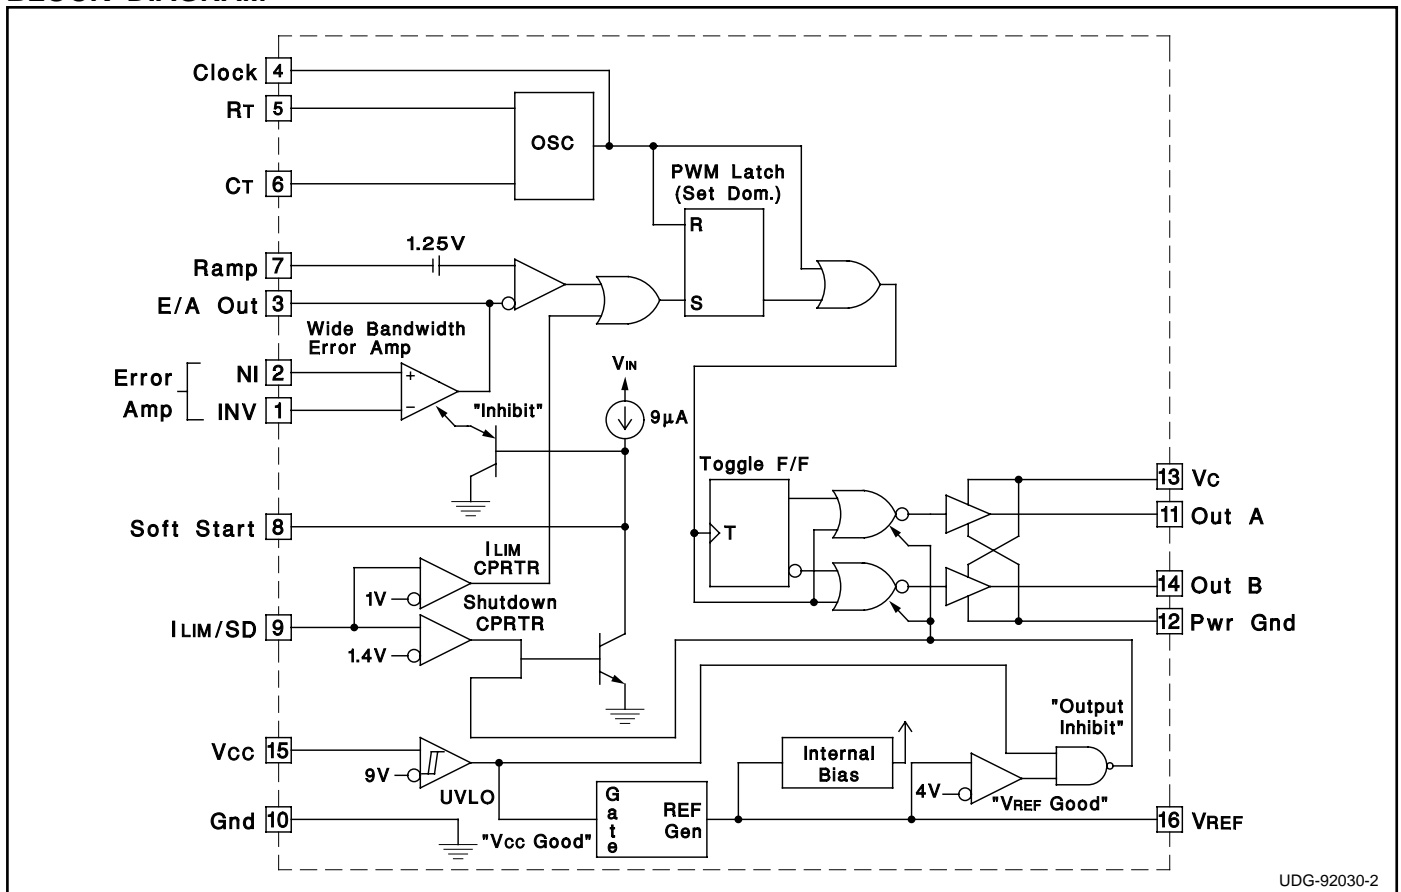 Clock 4
RT 5
OSC
CT 6
PWM Latch
(Set Dom.)
R
S
1.25V
Ramp 7
E/A Out 3
Wide Bandwidth
Error Amp
Error
Amp
NI 2
INV 1
+
−
"Inhibit"
VIN
9µA
Toggle F/F
T
13 VC
11 Out A
14 Out B
12 Pwr Gnd
Soft Start 8
ILIM
CPRTR
1V
Shutdown
CPRTR
ILIM/SD 9
1.4V
"Output
Inhibit"
VCC 15
9V
UVLO
Internal
Bias
4V
"VREF Good"
Gnd 10
"VCC Good"
Gate
REF
Gen
16 VREF
UDG-92030-2